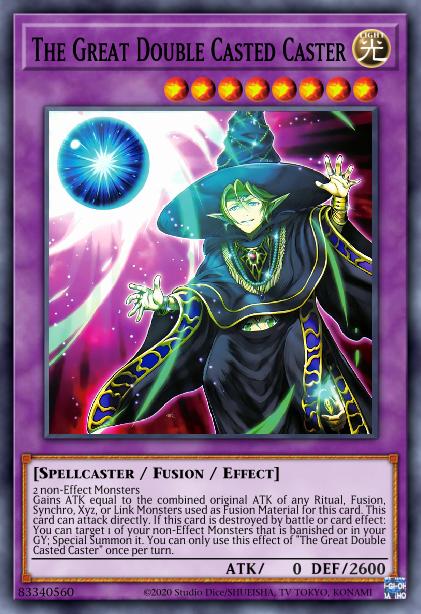 THE GREAT DOUBLE CASTED CASTER
LIGHT
光
[SPELLCASTER / FUSION / EFFECT]
2 non-Effect Monsters
Gains ATK equal to the combined original ATK of any Ritual, Fusion,
Synchro, Xyz, or Link Monsters used as Fusion Material for this card. This
card can attack directly. If this card is destroyed by battle or card effect:
You can target 1 of your non-Effect Monsters that is banished or in your
GY; Special Summon it. You can only use this effect of "The Great Double
Casted Caster" once per turn.
ATK/ 0 DEF/2600
83340560
©2020 Studio Dice/SHUEISHA, TV TOKYO, KONAMI